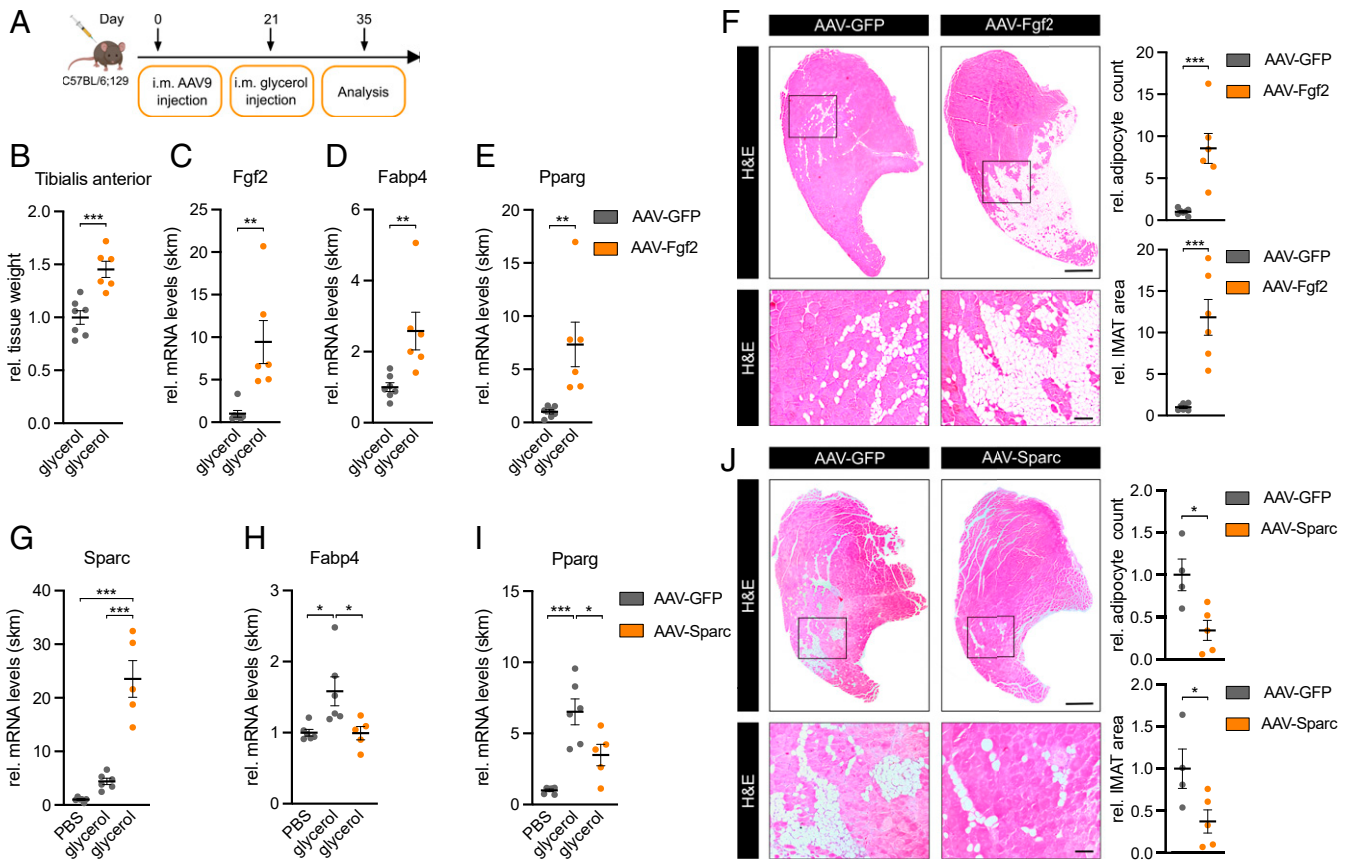 A
Day 0 21 35
C57BL/6;129
i.m. AAV9
injection
i.m. glycerol
injection
Analysis
B
Tibialis anterior
***
rel. tissue weight
2.0
1.5
1.0
0.5
0.0
glycerol
glycerol
C
Fgf2
**
rel. mRNA levels (skm)
25
20
15
10
5
0
glycerol
glycerol
D
Fabp4
**
rel. mRNA levels (skm)
6
4
2
0
glycerol
glycerol
E
Pparg
**
rel. mRNA levels (skm)
20
15
10
5
0
glycerol
glycerol
AAV-GFP
AAV-Fgf2
F
AAV-GFP
AAV-Fgf2
H&E
H&E
rel. adipocyte count
20
15
10
5
0
***
AAV-GFP
AAV-Fgf2
rel. IMAT area
20
15
10
5
0
***
AAV-GFP
AAV-Fgf2
G
Sparc
***
***
rel. mRNA levels (skm)
40
30
20
10
0
PBS
glycerol
glycerol
H
Fabp4
* *
rel. mRNA levels (skm)
3
2
1
0
PBS
glycerol
glycerol
I
Pparg
*** *
rel. mRNA levels (skm)
15
10
5
0
PBS
glycerol
glycerol
AAV-GFP
AAV-Sparc
J
AAV-GFP
AAV-Sparc
H&E
H&E
rel. adipocyte count
2.0
1.5
1.0
0.5
0.0
*
AAV-GFP
AAV-Sparc
rel. IMAT area
2.0
1.5
1.0
0.5
0.0
*
AAV-GFP
AAV-Sparc